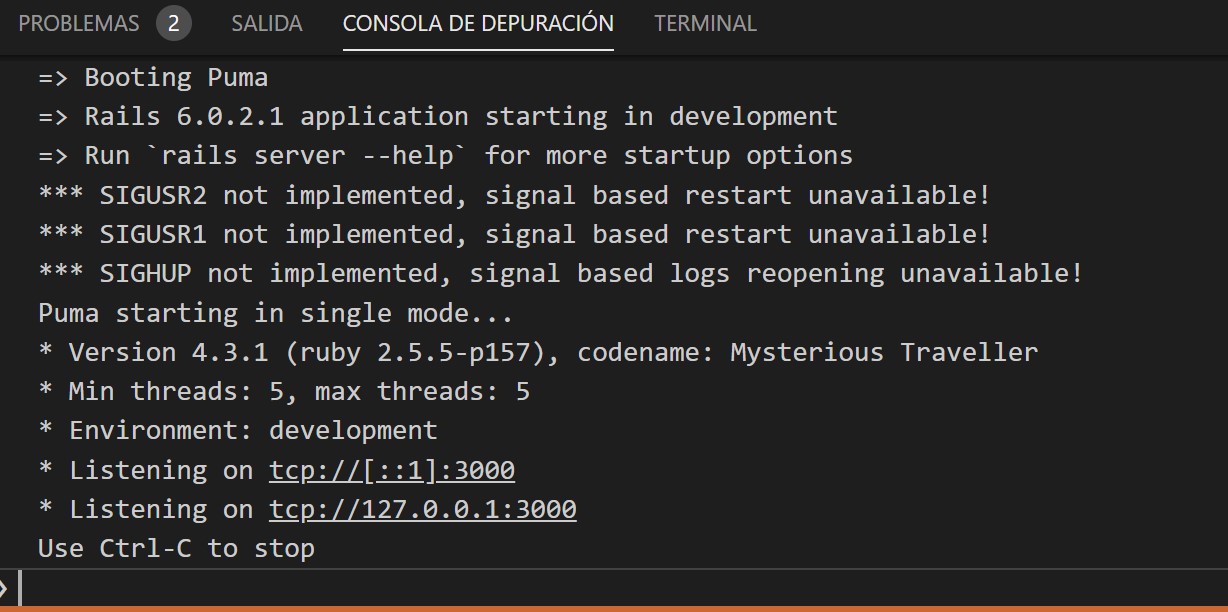 PROBLEMAS 2 SALIDA CONSOLA DE DEPURACIÓN TERMINAL
=> Booting Puma
=> Rails 6.0.2.1 application starting in development
=> Run `rails server --help` for more startup options
*** SIGUSR2 not implemented, signal based restart unavailable!
*** SIGUSR1 not implemented, signal based restart unavailable!
*** SIGHUP not implemented, signal based logs reopening unavailable!
Puma starting in single mode...
* Version 4.3.1 (ruby 2.5.5-p157), codename: Mysterious Traveller
* Min threads: 5, max threads: 5
* Environment: development
* Listening on tcp://[::1]:3000
* Listening on tcp://127.0.0.1:3000
Use Ctrl-C to stop